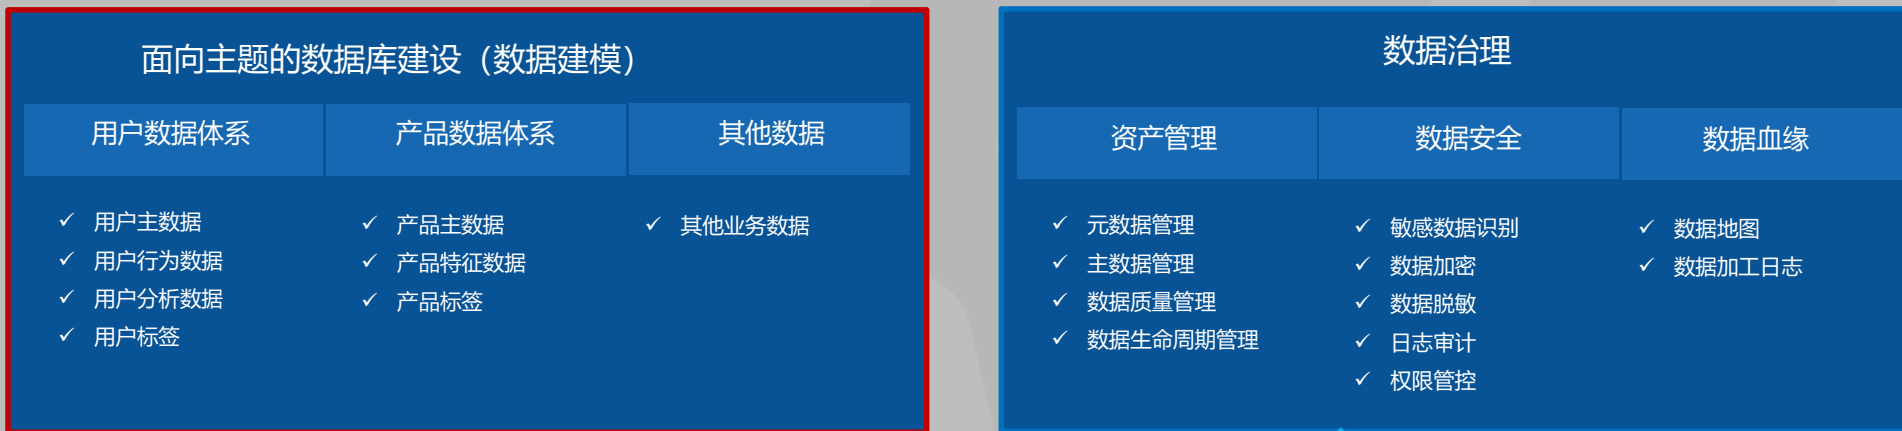 面向主题的数据库建设（数据建模）
用户数据体系
产品数据体系
其他数据
用户主数据
用户行为数据
用户分析数据
用户标签
产品主数据
产品特征数据
产品标签
其他业务数据
数据治理
资产管理
数据安全
数据血缘
元数据管理
主数据管理
数据质量管理
数据生命周期管理
敏感数据识别
数据加密
数据脱敏
日志审计
权限管控
数据地图
数据加工日志